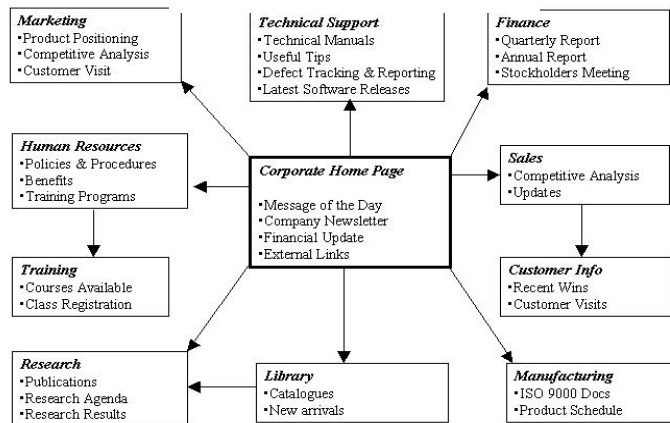 Marketing
•Product Positioning
•Competitive Analysis
•Customer Visit
Technical Support
•Technical Manuals
•Useful Tips
•Defect Tracking & Reporting
•Latest Software Releases
Finance
•Quarterly Report
•Annual Report
•Stockholders Meeting
Human Resources
•Policies & Procedures
•Benefits
•Training Programs
Corporate Home Page
•Message of the Day
•Company Newsletter
•Financial Update
•External Links
Sales
•Competitive Analysis
•Updates
Training
•Courses Available
•Class Registration
Customer Info
•Recent Wins
•Customer Visits
Research
•Publications
•Research Agenda
•Research Results
Library
•Catalogues
•New arrivals
Manufacturing
•ISO 9000 Docs
•Product Schedule